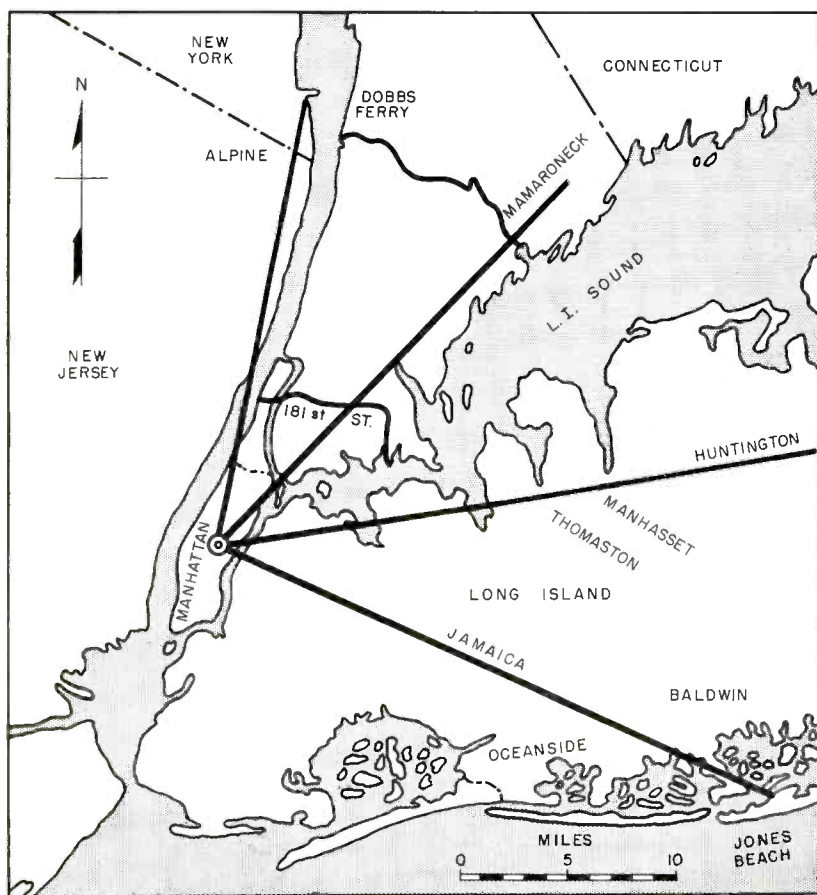 NEW
YORK
CONNECTICUT
N
DOBBS
FERRY
ALPINE
MAMARONECK
L.I. SOUND
NEW
JERSEY
181 st ST.
HUNTINGTON
MANHASSET
THOMASTON
MANHATTAN
LONG ISLAND
JAMAICA
BALDWIN
OCEANSIDE
MILES
0 5 10
JONES
BEACH